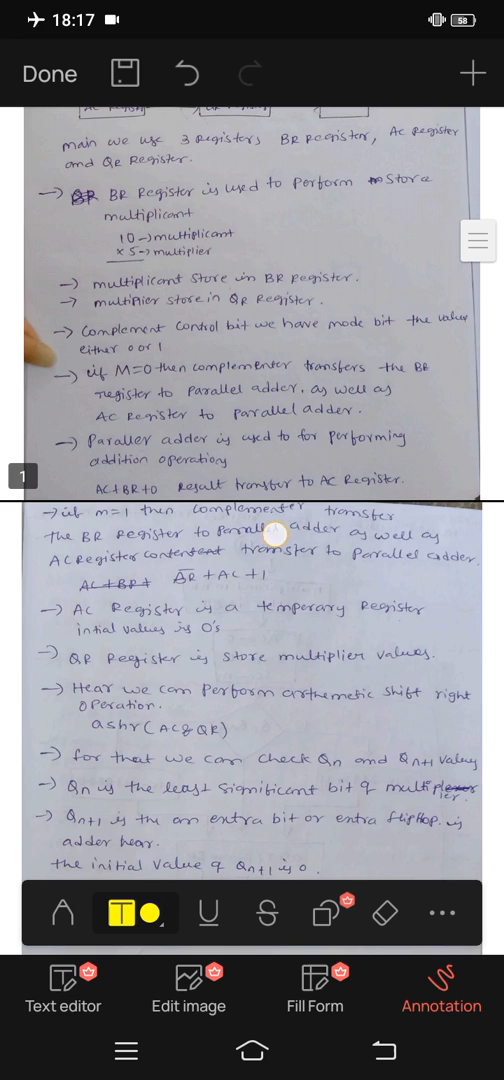 18:17
58
Done
main we use 3 Registers BR Register, AC Register
and QR Register.
→ BR Register is used to Perform Store
multiplicant
10 → multiplicant
× 5 → multiplier
→ multiplicant Store in BR Register.
→ multiplier store in QR Register.
→ Complement Control bit we have mode bit the value
either 0 or 1
→ if M=0 then complementer transfers the BR
register to Parallel adder. as well as
AC Register to Parallel adder.
→ Paraller adder is used to for performing
addition operations
AC+BR+0 Result transfer to AC Register.
1
→ if m=1 then complementer transfer
the BR Register to Parallel adder as well as
AC Register content transfer to Parallel adder.
AC+BR+ B̅R̅ + AC + 1
→ AC Register is a temporary Register
intial values is 0's
→ QR Register is store multiplier values.
→ Hear we can Perform arithemetic shift right
operation.
ashr (AC & QR)
→ for that we can check Qn and Qn+1 values
→ Qn is the least significant bit of multiplier.
→ Qn+1 is the an extra bit or extra flipflop. is
adder hear.
the initial value of Qn+1 is 0.
T
U
S
Text editor
Edit image
Fill Form
Annotation